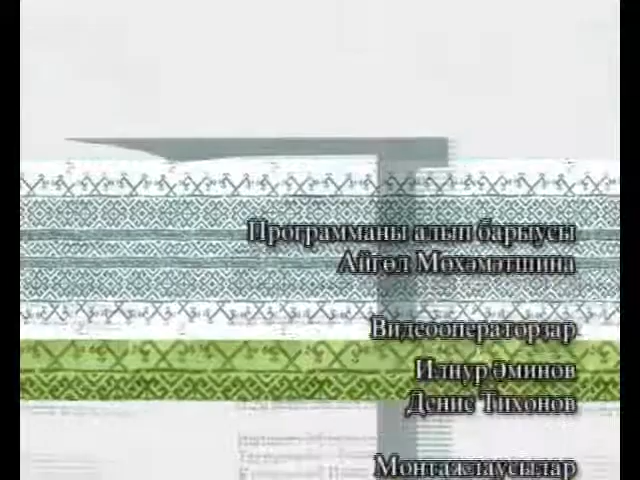 Программаны алып барыусы
Айгөл Мөхәмәтшина
Видеооператорҙар
Илнур Әминов
Денис Тихонов
Монтажлаусылар